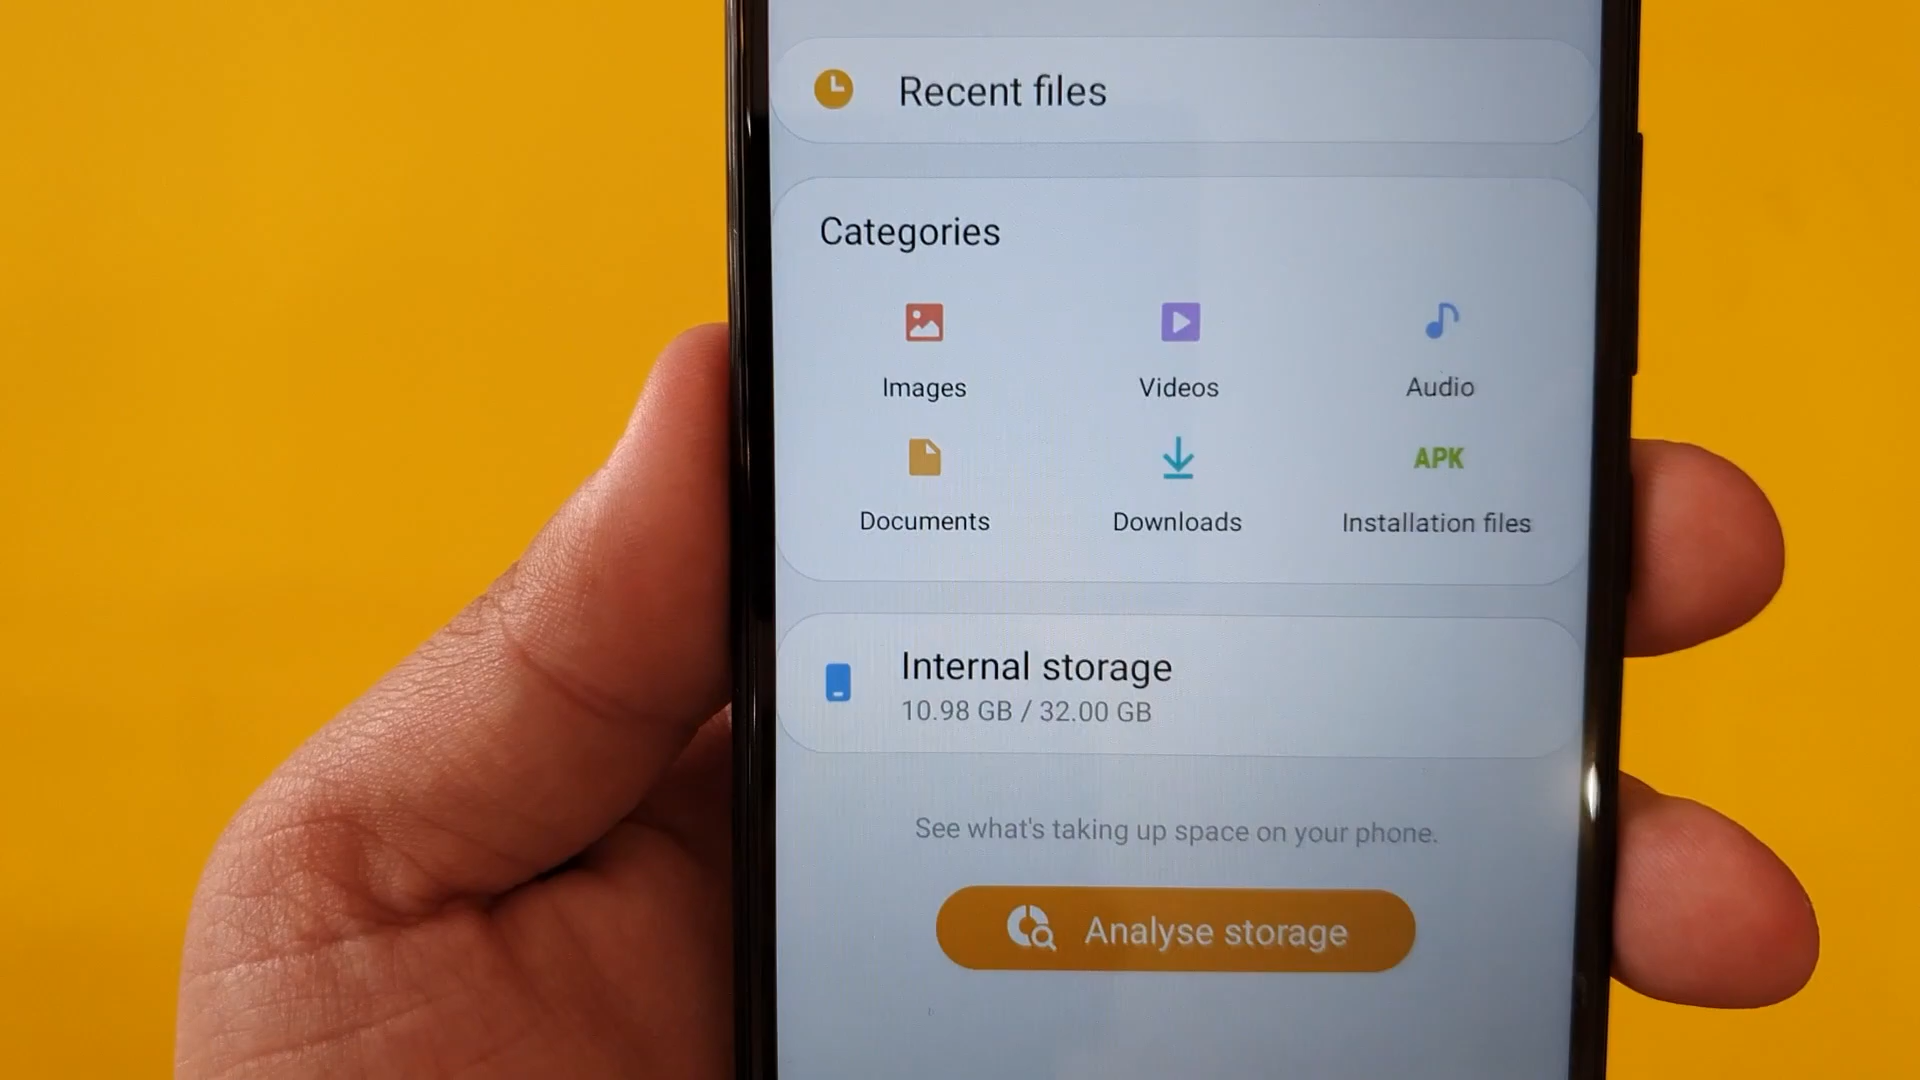 Recent files
Categories
Images Videos Audio
APK
Documents Downloads Installation files
Internal storage
10.98 GB / 32.00 GB
See what's taking up space on your phone.
Analyse storage